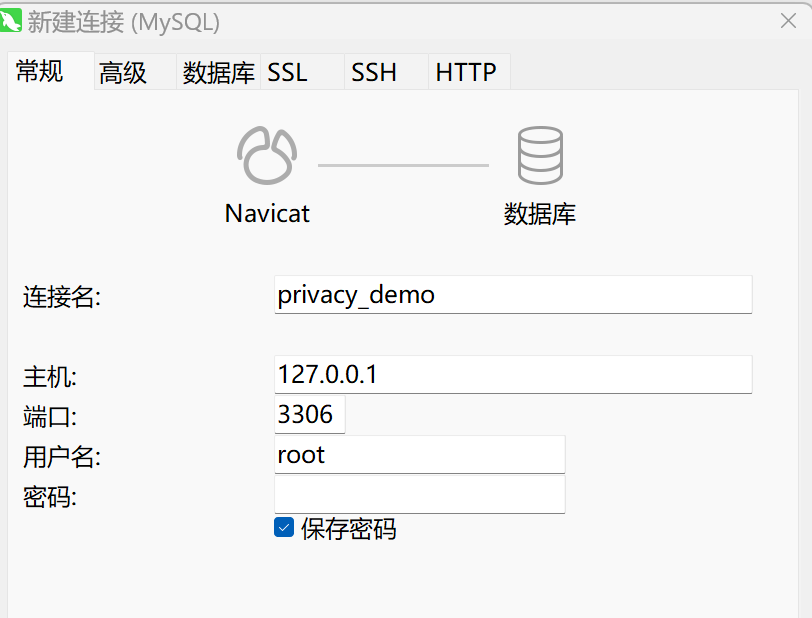 新建连接 (MySQL)
常规 高级 数据库 SSL SSH HTTP
Navicat 数据库
连接名: privacy_demo
主机: 127.0.0.1
端口: 3306
用户名: root
密码:
保存密码